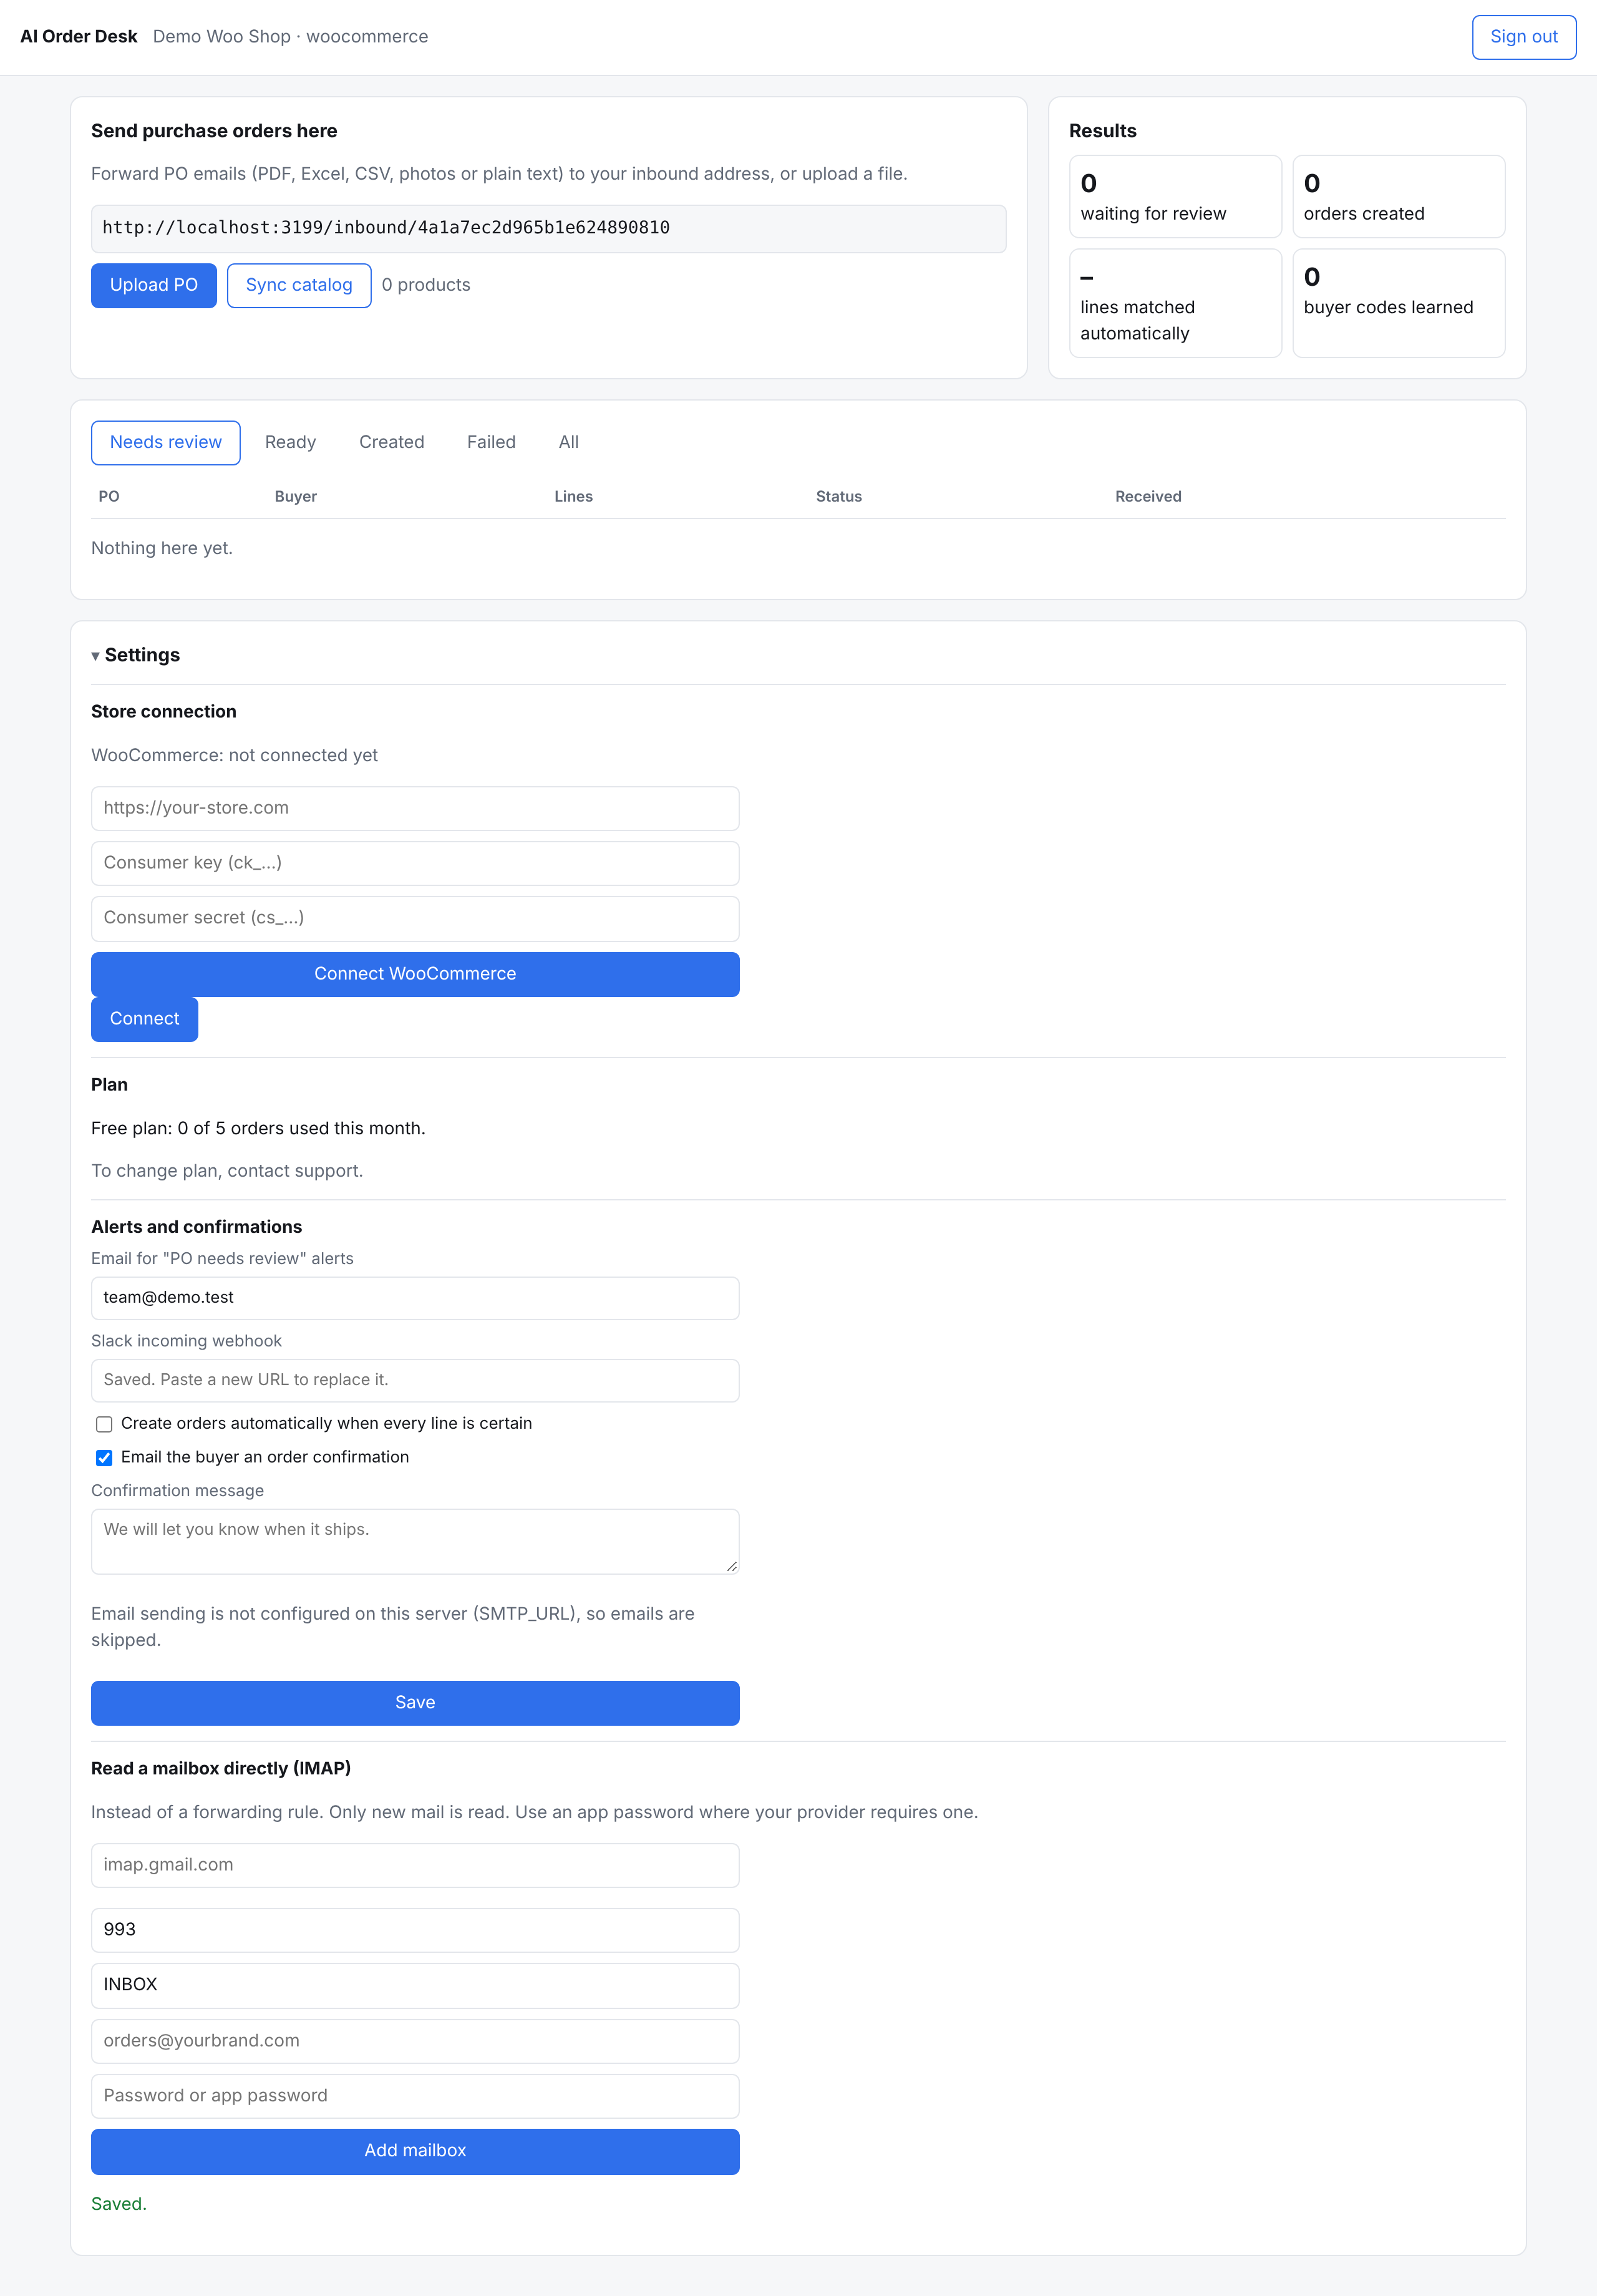 AI Order Desk Demo Woo Shop · woocommerce
Sign out
Send purchase orders here
Forward PO emails (PDF, Excel, CSV, photos or plain text) to your inbound address, or upload a file.
http://localhost:3199/inbound/4a1a7ec2d965b1e624890810
Upload PO Sync catalog 0 products
Results
0
waiting for review
0
orders created
–
lines matched
automatically
0
buyer codes learned
Needs review Ready Created Failed All
PO Buyer Lines Status Received
Nothing here yet.
▾ Settings
Store connection
WooCommerce: not connected yet
https://your-store.com
Consumer key (ck_...)
Consumer secret (cs_...)
Connect WooCommerce
Connect
Plan
Free plan: 0 of 5 orders used this month.
To change plan, contact support.
Alerts and confirmations
Email for "PO needs review" alerts
team@demo.test
Slack incoming webhook
Saved. Paste a new URL to replace it.
Create orders automatically when every line is certain
Email the buyer an order confirmation
Confirmation message
We will let you know when it ships.
Email sending is not configured on this server (SMTP_URL), so emails are
skipped.
Save
Read a mailbox directly (IMAP)
Instead of a forwarding rule. Only new mail is read. Use an app password where your provider requires one.
imap.gmail.com
993
INBOX
orders@yourbrand.com
Password or app password
Add mailbox
Saved.